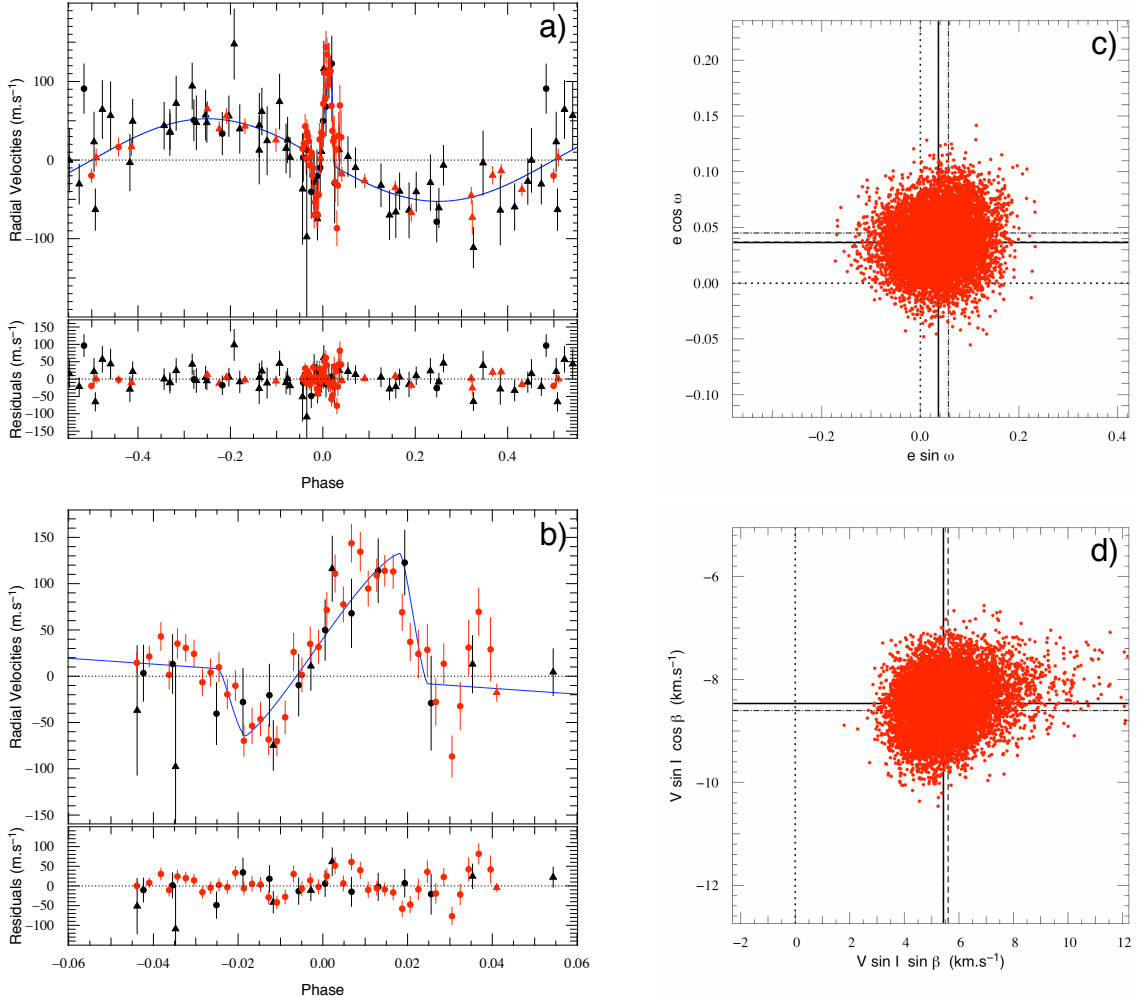 a)
Radial Velocities (m.s⁻¹)
100
0
−100
Residuals (m.s⁻¹)
150
100
50
0
−50
−100
−150
−0.4 −0.2 0.0 0.2 0.4
Phase
b)
Radial Velocities (m.s⁻¹)
150
100
50
0
−50
−100
−150
Residuals (m.s⁻¹)
100
50
0
−50
−100
−150
−0.06 −0.04 −0.02 0.00 0.02 0.04 0.06
Phase
c)
e cos ω
0.20
0.15
0.10
0.05
0.00
−0.05
−0.10
−0.2 0.0 0.2 0.4
e sin ω
d)
V sin I cos β (km.s⁻¹)
−6
−8
−10
−12
−2 0 2 4 6 8 10 12
V sin I sin β (km.s⁻¹)